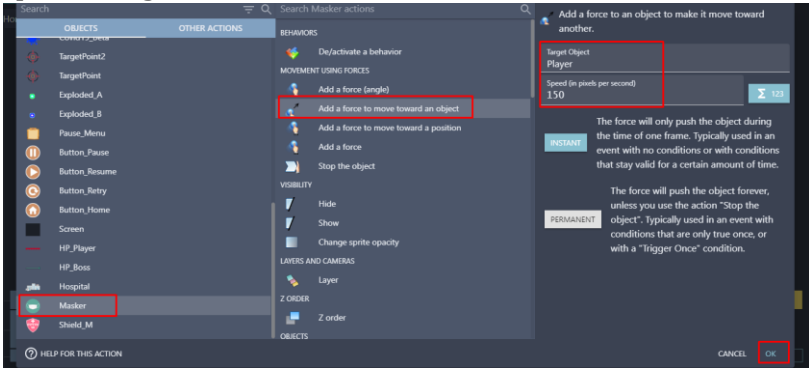 Search
OBJECTS
OTHER ACTIONS
TargetPoint2
TargetPoint
Exploded_A
Exploded_B
Pause_Menu
Button_Pause
Button_Resume
Button_Retry
Button_Home
Screen
HP_Player
HP_Boss
Hospital
Masker
Shield_M
Search Masker actions
BEHAVIORS
De/activate a behavior
MOVEMENT USING FORCES
Add a force (angle)
Add a force to move toward an object
Add a force to move toward a position
Add a force
Stop the object
VISIBILITY
Hide
Show
Change sprite opacity
LAYERS AND CAMERAS
Layer
Z ORDER
Z order
OBJECTS
Add a force to an object to make it move toward
another.
Target Object
Player
Speed (in pixels per second)
150
Σ 123
INSTANT
The force will only push the object during
the time of one frame. Typically used in an
event with no conditions or with conditions
that stay valid for a certain amount of time.
PERMANENT
The force will push the object forever,
unless you use the action "Stop the
object". Typically used in an event with
conditions that are only true once, or
with a "Trigger Once" condition.
HELP FOR THIS ACTION
CANCEL
OK